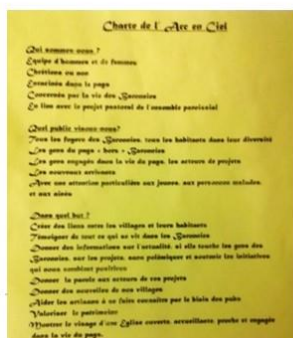 Charte de l'Arc en Ciel
Qui sommes nous ?
Equipe d'hommes et de femmes
Chrétiens ou non
Enracinés dans le pays
Concernés par la vie des Baronnies
En lien avec le projet pastoral de l'ensemble paroissial
Quel public visons nous?
Tous les foyers des Baronnies, tous les habitants dans leur diversité
Les gens du pays « hors » Baronnies
Les gens engagés dans la vie du pays, les acteurs de projets
Les nouveaux arrivants
Avec une attention particulière aux jeunes, aux personnes malades,
et aux ainés
Dans quel but ?
Créer des liens entre les villages et leurs habitants
Témoigner de tout ce qui se vit dans les Baronnies
Donner des informations sur l'actualité, si elle touche les gens des
Baronnies, sur les projets, sans polémiquer et soutenir les initiatives
qui nous semblent positives
Donner la parole aux acteurs de ces projets
Donner des nouvelles de nos villages
Aider les artisans à se faire connaître par le biais des pubs
Valoriser le patrimoine
Montrer le visage d'une Eglise ouverte, accueillante, proche et engagée
dans la vie du pays.